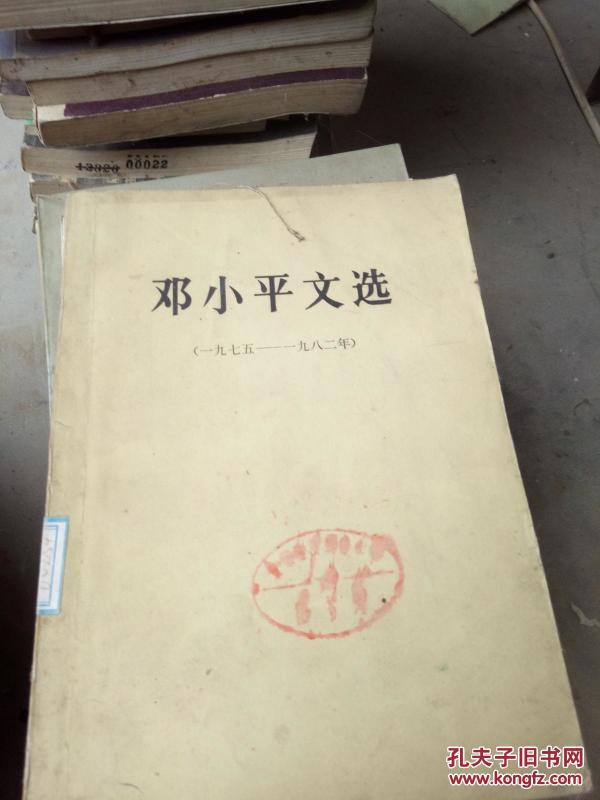 12820 00022
邓小平文选
（一九七五——一九八二年）
孔夫子旧书网
www.kongfz.com